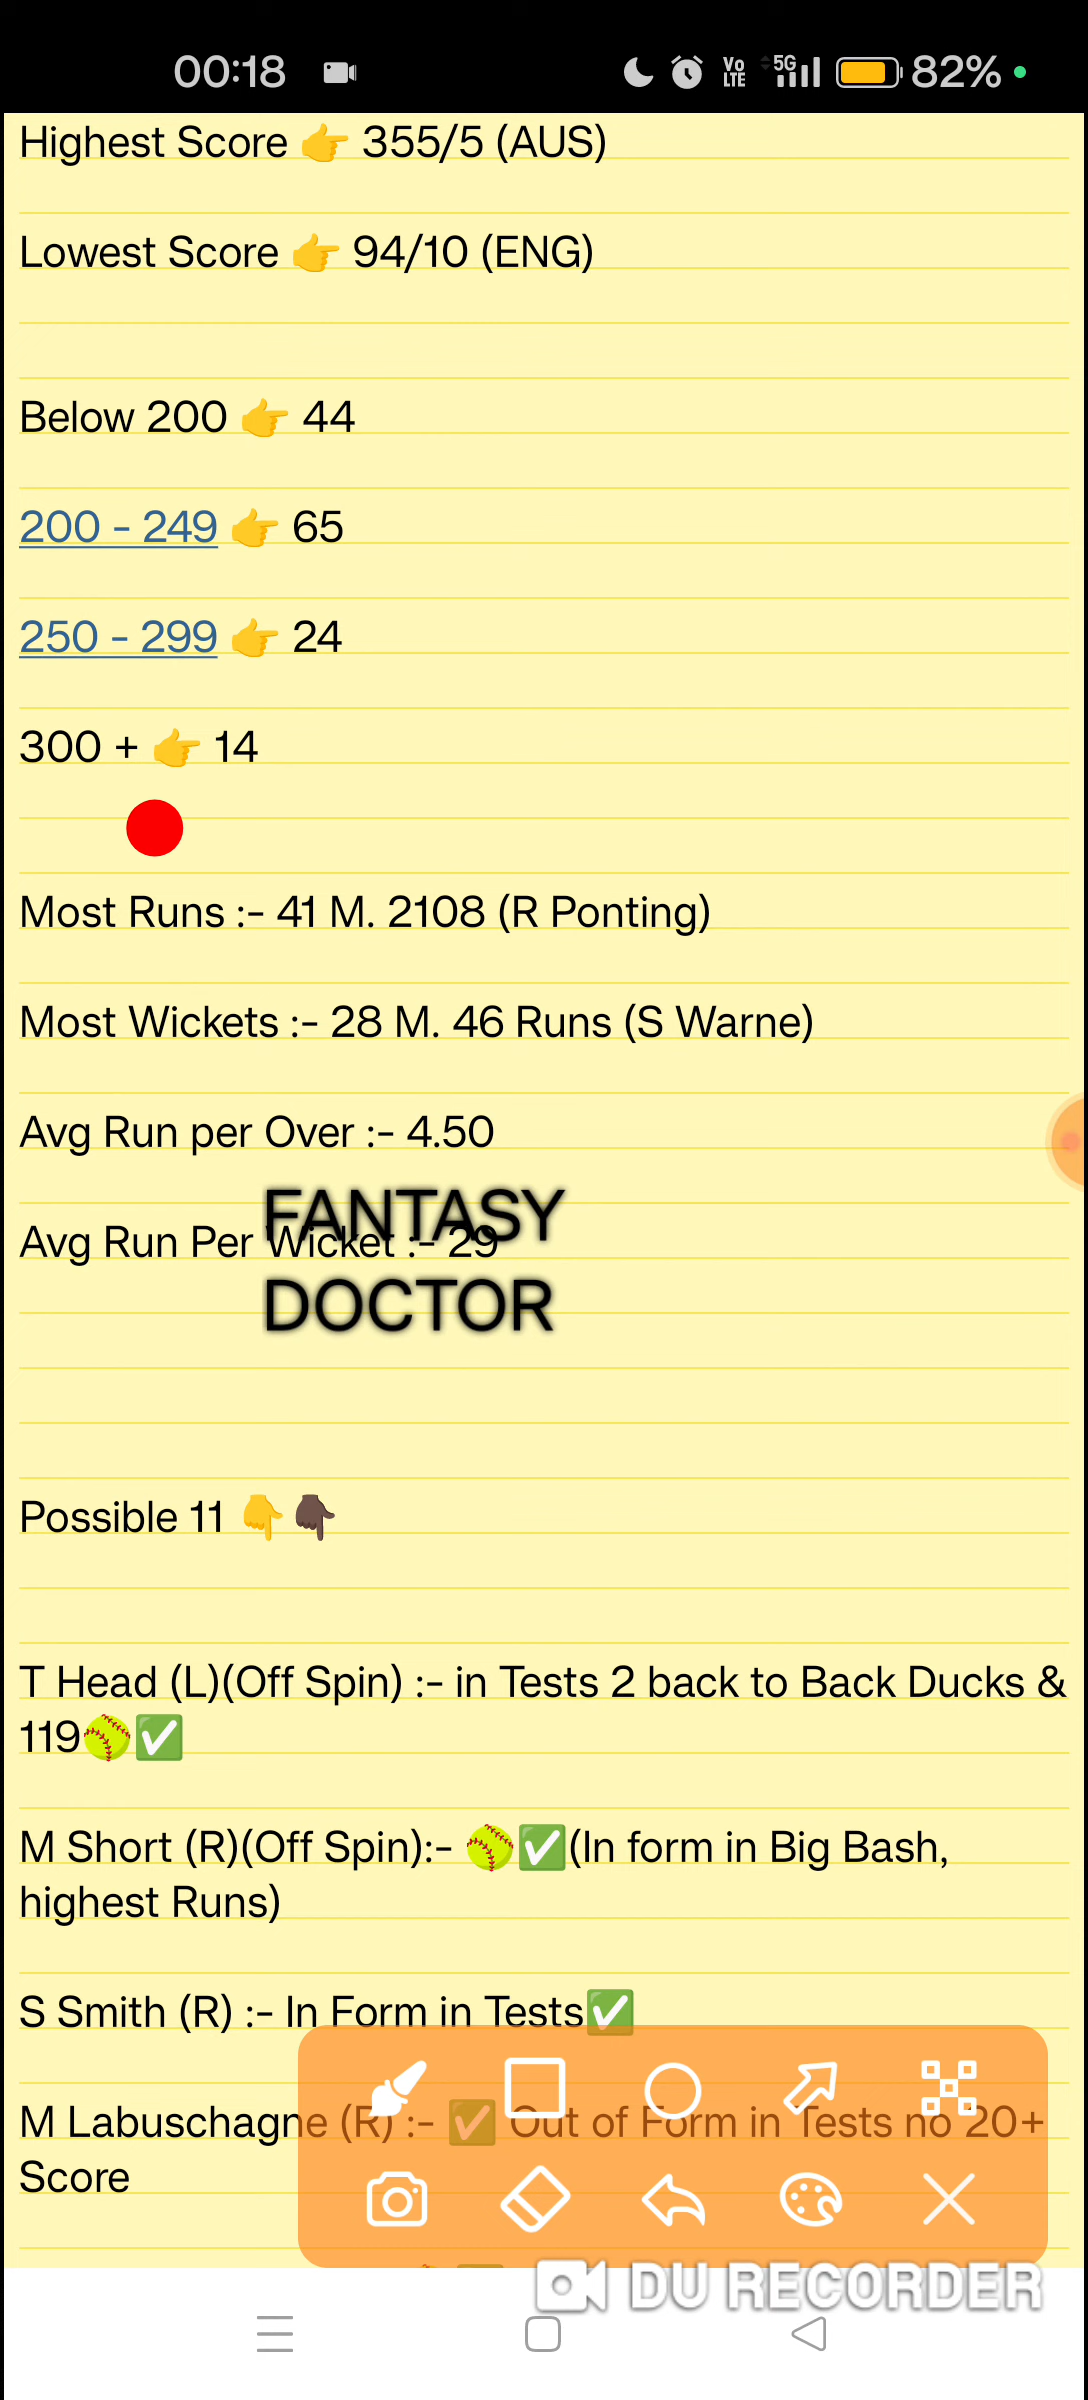 00:18 Vo LTE 5G 82%
Highest Score 👉 355/5 (AUS)
Lowest Score 👉 94/10 (ENG)
Below 200 👉 44
200 - 249 👉 65
250 - 299 👉 24
300 + 👉 14
Most Runs :- 41 M. 2108 (R Ponting)
Most Wickets :- 28 M. 46 Runs (S Warne)
Avg Run per Over :- 4.50
FANTASY
Avg Run Per Wicket :- 29
DOCTOR
Possible 11 👇👇🏿
T Head (L)(Off Spin) :- in Tests 2 back to Back Ducks &
119🥎✅
M Short (R)(Off Spin):- 🥎✅(In form in Big Bash,
highest Runs)
S Smith (R) :- In Form in Tests✅
M Labuschagne (R) :- ✅ Out of Form in Tests no 20+
Score
DU RECORDER